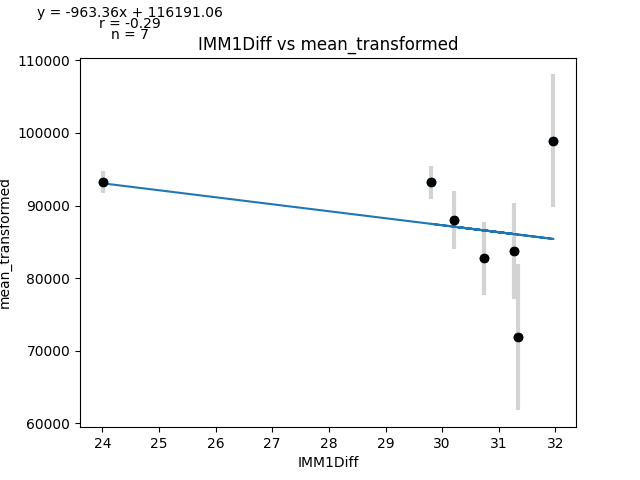 y = -963.36x + 116191.06
r = -0.29
n = 7
IMM1Diff vs mean_transformed
110000
100000
90000
80000
70000
60000
mean_transformed
24 25 26 27 28 29 30 31 32
IMM1Diff